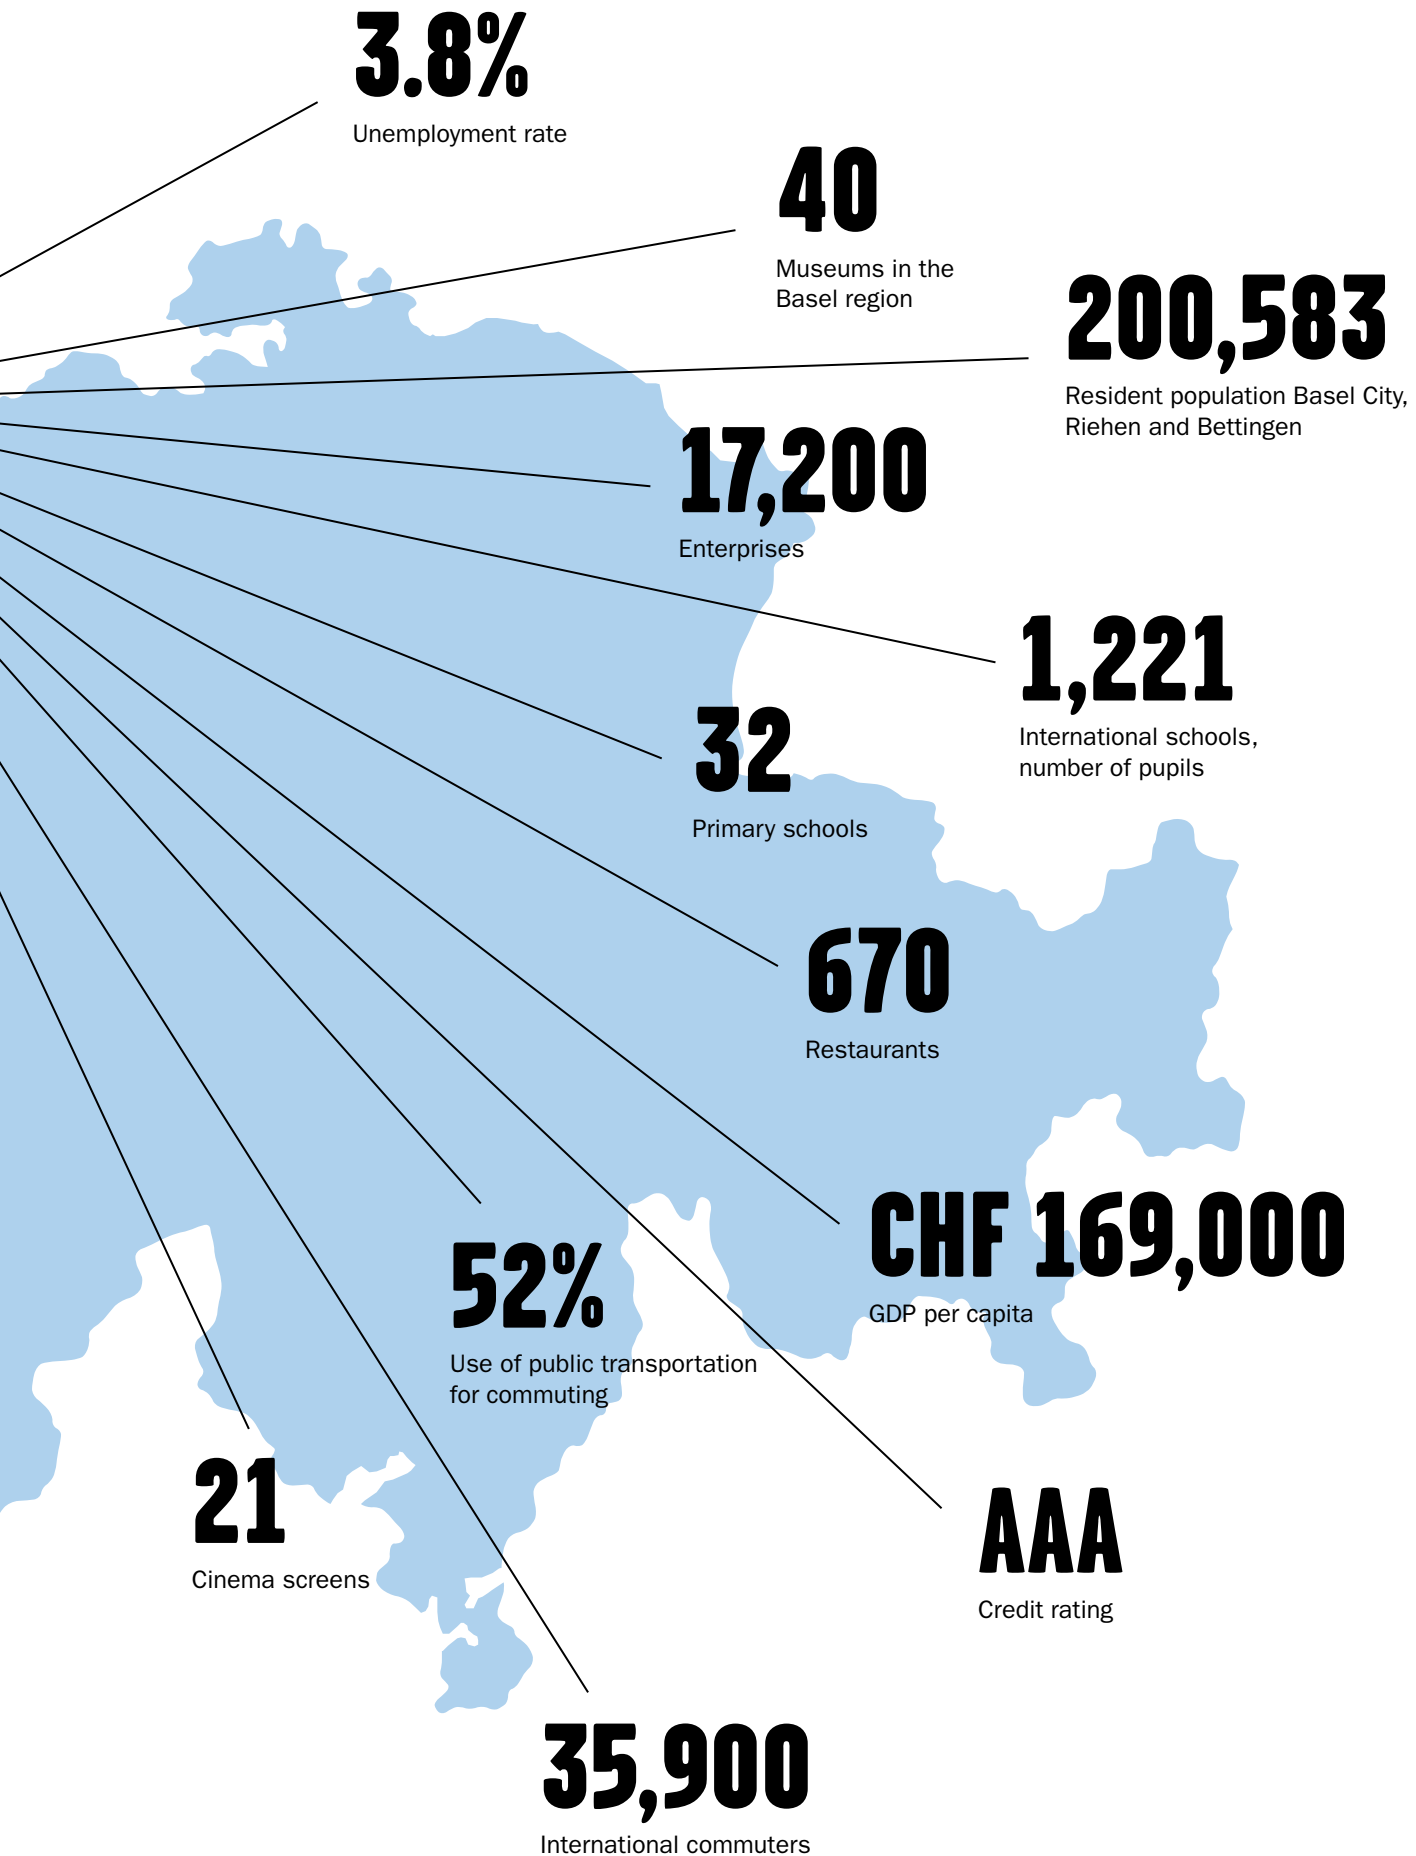 3.8%
Unemployment rate
40
Museums in the
Basel region
200,583
Resident population Basel City,
Riehen and Bettingen
17,200
Enterprises
1,221
International schools,
number of pupils
32
Primary schools
670
Restaurants
CHF 169,000
GDP per capita
52%
Use of public transportation
for commuting
21
Cinema screens
AAA
Credit rating
35,900
International commuters